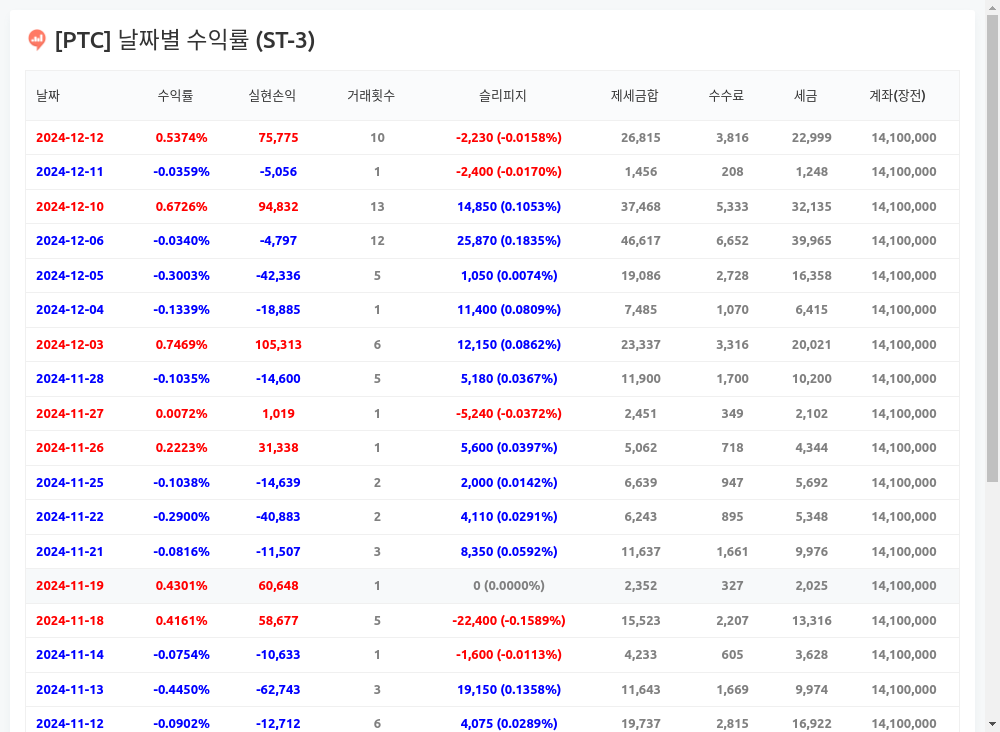 [PTC] 날짜별 수익률 (ST-3)
날짜 수익률 실현손익 거래횟수 슬리피지 제세금합 수수료 세금 계좌(장전)
2024-12-12 0.5374% 75,775 10 -2,230 (-0.0158%) 26,815 3,816 22,999 14,100,000
2024-12-11 -0.0359% -5,056 1 -2,400 (-0.0170%) 1,456 208 1,248 14,100,000
2024-12-10 0.6726% 94,832 13 14,850 (0.1053%) 37,468 5,333 32,135 14,100,000
2024-12-06 -0.0340% -4,797 12 25,870 (0.1835%) 46,617 6,652 39,965 14,100,000
2024-12-05 -0.3003% -42,336 5 1,050 (0.0074%) 19,086 2,728 16,358 14,100,000
2024-12-04 -0.1339% -18,885 1 11,400 (0.0809%) 7,485 1,070 6,415 14,100,000
2024-12-03 0.7469% 105,313 6 12,150 (0.0862%) 23,337 3,316 20,021 14,100,000
2024-11-28 -0.1035% -14,600 5 5,180 (0.0367%) 11,900 1,700 10,200 14,100,000
2024-11-27 0.0072% 1,019 1 -5,240 (-0.0372%) 2,451 349 2,102 14,100,000
2024-11-26 0.2223% 31,338 1 5,600 (0.0397%) 5,062 718 4,344 14,100,000
2024-11-25 -0.1038% -14,639 2 2,000 (0.0142%) 6,639 947 5,692 14,100,000
2024-11-22 -0.2900% -40,883 2 4,110 (0.0291%) 6,243 895 5,348 14,100,000
2024-11-21 -0.0816% -11,507 3 8,350 (0.0592%) 11,637 1,661 9,976 14,100,000
2024-11-19 0.4301% 60,648 1 0 (0.0000%) 2,352 327 2,025 14,100,000
2024-11-18 0.4161% 58,677 5 -22,400 (-0.1589%) 15,523 2,207 13,316 14,100,000
2024-11-14 -0.0754% -10,633 1 -1,600 (-0.0113%) 4,233 605 3,628 14,100,000
2024-11-13 -0.4450% -62,743 3 19,150 (0.1358%) 11,643 1,669 9,974 14,100,000
2024-11-12 -0.0902% -12,712 6 4,075 (0.0289%) 19,737 2,815 16,922 14,100,000